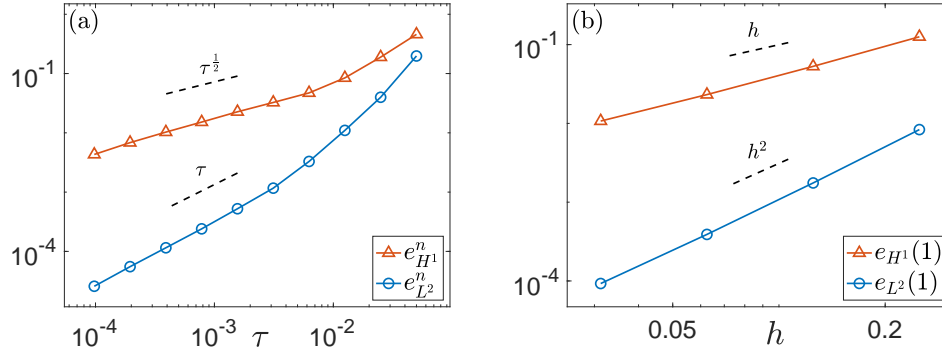 (a)
10^{-1}
10^{-4}
τ^{\frac{1}{2}}
τ
e^n_{H^1}
e^n_{L^2}
10^{-4} 10^{-3} τ 10^{-2}
(b)
10^{-1}
10^{-4}
h
h^2
e_{H^1}(1)
e_{L^2}(1)
0.05 h 0.2